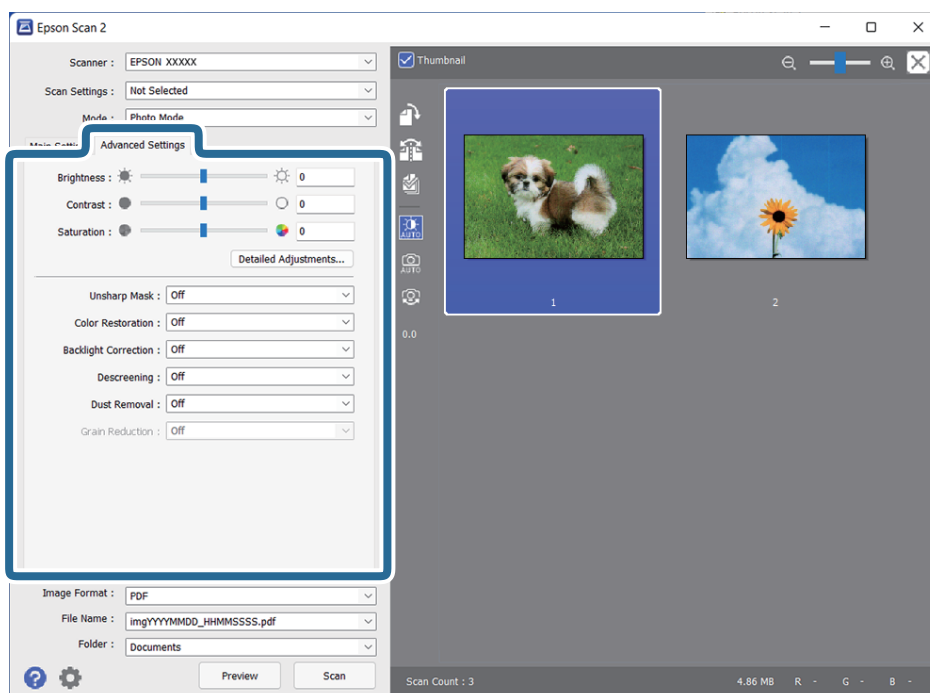 Epson Scan 2
Scanner : EPSON XXXXX
Scan Settings : Not Selected
Mode : Photo Mode
Advanced Settings
Brightness : 0
Contrast : 0
Saturation : 0
Detailed Adjustments...
Unsharp Mask : Off
Color Restoration : Off
Backlight Correction : Off
Descreening : Off
Dust Removal : Off
Grain Reduction : Off
Image Format : PDF
File Name : imgYYYYMMDD_HHMMSSSS.pdf
Folder : Documents
Preview Scan
Thumbnail
AUTO
AUTO
0.0
1 2
Scan Count : 3 4.86 MB R - G - B -